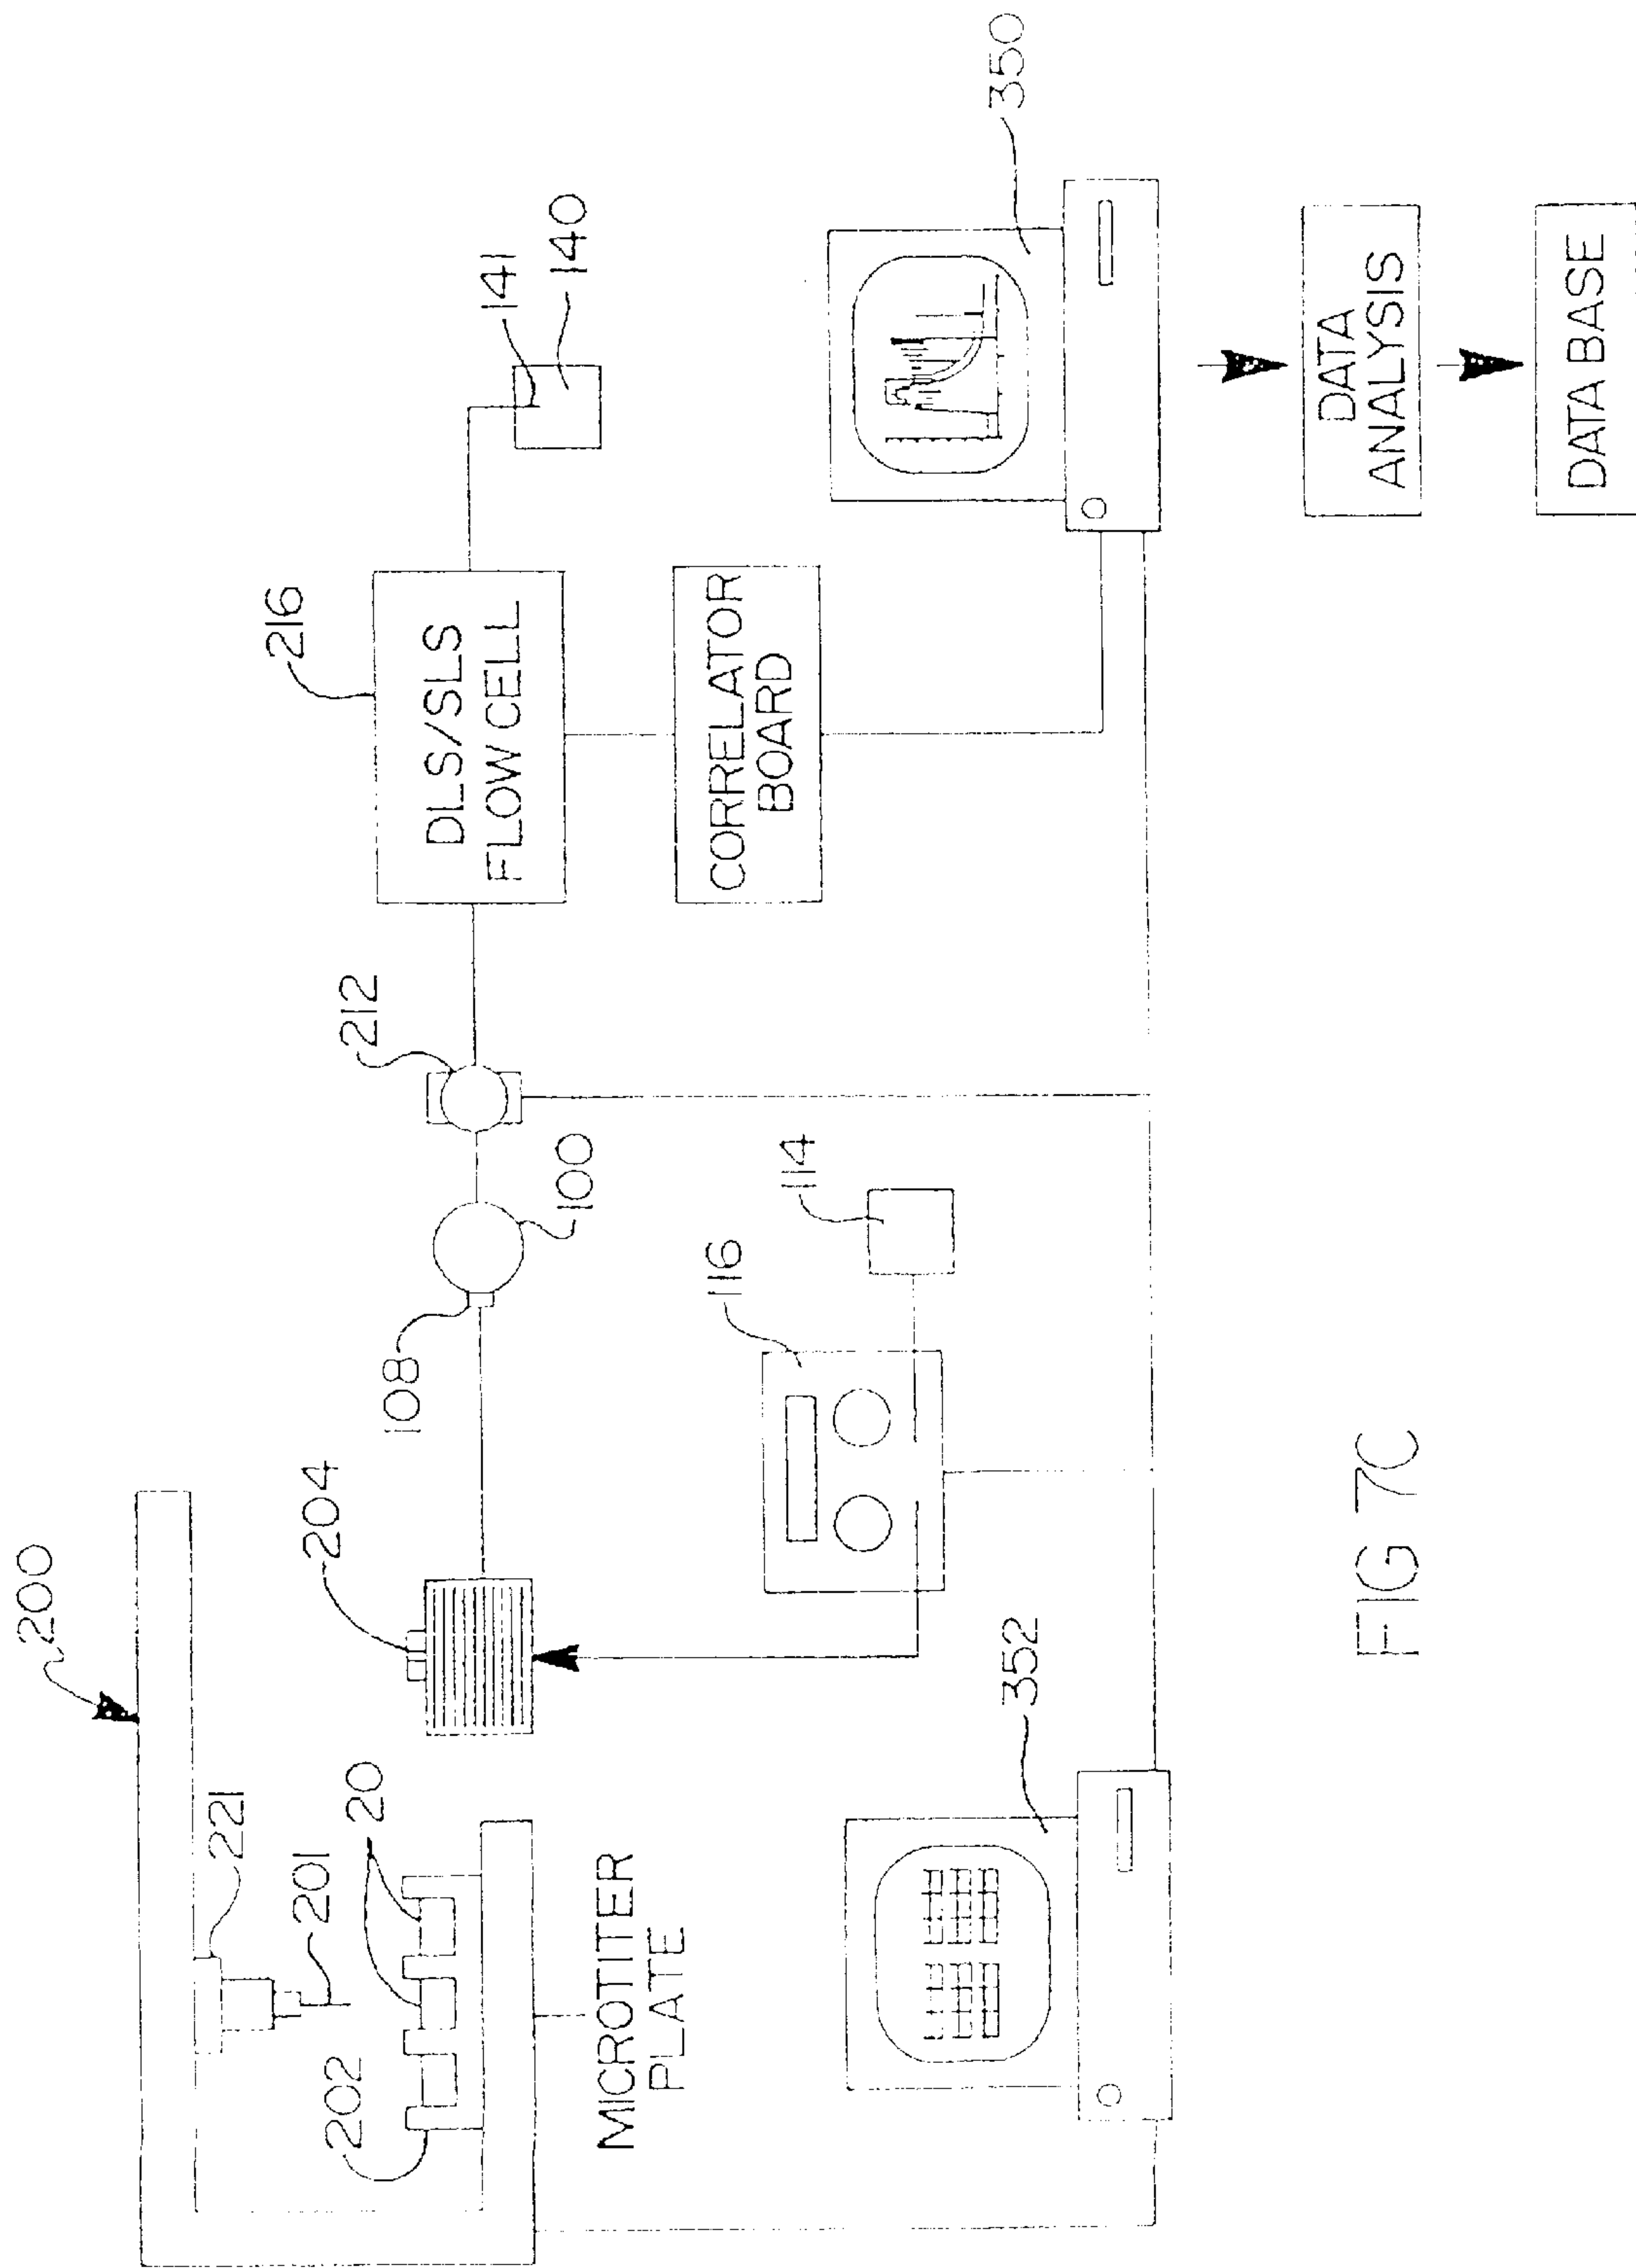 200
221
201
20
202
MICROTITER
PLATE
204
108
100
212
216
DLS/SLS
FLOW CELL
141
140
CORRELATOR
BOARD
116
114
352
350
DATA
ANALYSIS
DATA BASE
FIG 7C